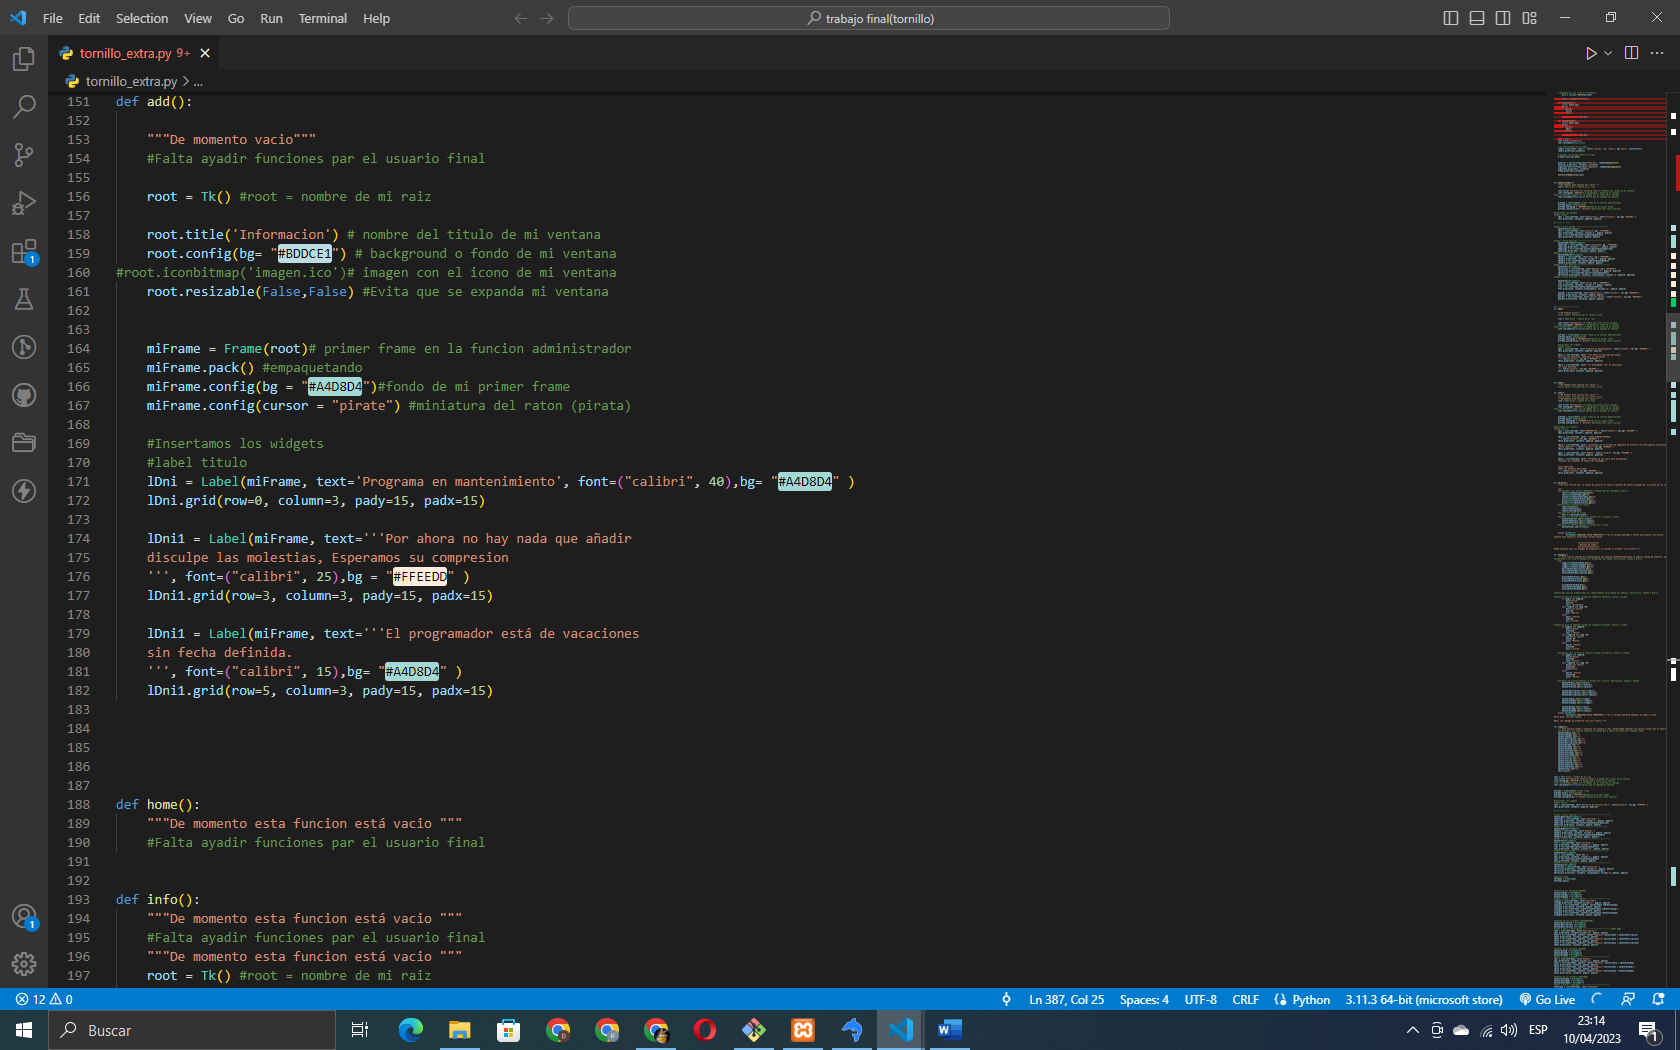 File Edit Selection View Go Run Terminal Help
trabajo final(tornillo)
tornillo_extra.py 9+
tornillo_extra.py > ...
151 def add():
152
153     """De momento vacio"""
154     #Falta ayadir funciones par el usuario final
155
156     root = Tk() #root = nombre de mi raiz
157
158     root.title('Informacion') # nombre del titulo de mi ventana
159     root.config(bg= "#BDDCE1") # background o fondo de mi ventana
160 #root.iconbitmap('imagen.ico')# imagen con el icono de mi ventana
161     root.resizable(False,False) #Evita que se expanda mi ventana
162
163
164     miFrame = Frame(root)# primer frame en la funcion administrador
165     miFrame.pack() #empaquetando
166     miFrame.config(bg = "#A4D8D4")#fondo de mi primer frame
167     miFrame.config(cursor = "pirate") #miniatura del raton (pirata)
168
169     #Insertamos los widgets
170     #label titulo
171     lDni = Label(miFrame, text='Programa en mantenimiento', font=("calibri", 40),bg= "#A4D8D4" )
172     lDni.grid(row=0, column=3, pady=15, padx=15)
173
174     lDni1 = Label(miFrame, text='''Por ahora no hay nada que añadir
175     disculpe las molestias, Esperamos su compresion
176     ''', font=("calibri", 25),bg = "#FFEEDD" )
177     lDni1.grid(row=3, column=3, pady=15, padx=15)
178
179     lDni1 = Label(miFrame, text='''El programador está de vacaciones
180     sin fecha definida.
181     ''', font=("calibri", 15),bg= "#A4D8D4" )
182     lDni1.grid(row=5, column=3, pady=15, padx=15)
183
184
185
186
187
188 def home():
189     """De momento esta funcion está vacio """
190     #Falta ayadir funciones par el usuario final
191
192
193 def info():
194     """De momento esta funcion está vacio """
195     #Falta ayadir funciones par el usuario final
196     """De momento esta funcion está vacio """
197     root = Tk() #root = nombre de mi raiz
12 0 Ln 387, Col 25 Spaces: 4 UTF-8 CRLF Python 3.11.3 64-bit (microsoft store) Go Live
Buscar
ESP
23:14
10/04/2023
1